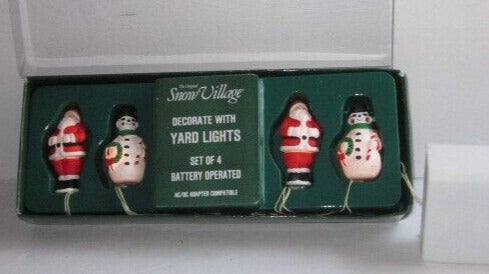 The Original
Snow Village
DECORATE WITH
YARD LIGHTS
SET OF 4
BATTERY OPERATED
AC/DC ADAPTER COMPATIBLE